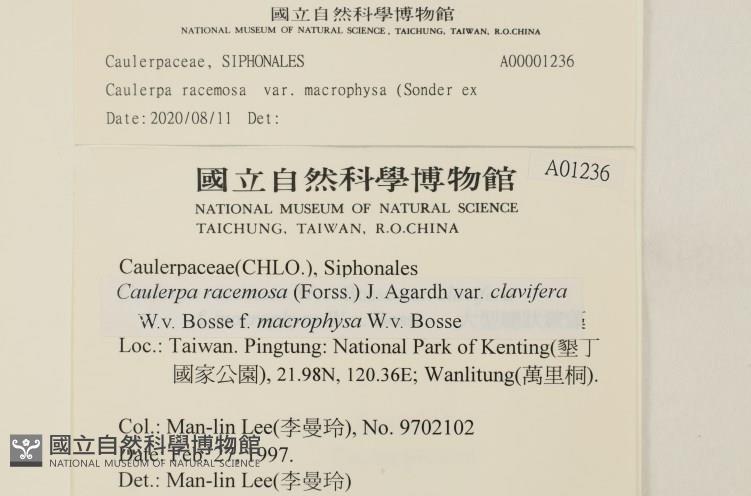 國立自然科學博物館
NATIONAL MUSEUM OF NATURAL SCIENCE, TAICHUNG, TAIWAN, R.O.CHINA
Caulerpaceae, SIPHONALES A00001236
Caulerpa racemosa var. macrophysa (Sonder ex
Date:2020/08/11 Det:
國立自然科學博物館 A01236
NATIONAL MUSEUM OF NATURAL SCIENCE
TAICHUNG, TAIWAN, R.O.CHINA
Caulerpaceae(CHLO.), Siphonales
Caulerpa racemosa (Forss.) J. Agardh var. clavifera
W.v. Bosse f. macrophysa W.v. Bosse
Loc.: Taiwan. Pingtung: National Park of Kenting(墾丁
國家公園), 21.98N, 120.36E; Wanlitung(萬里桐).
Col.: Man-lin Lee(李曼玲), No. 9702102
Date: Feb. 27. 1997.
Det.: Man-lin Lee(李曼玲)
國立自然科學博物館
NATIONAL MUSEUM OF NATURAL SCIENCE